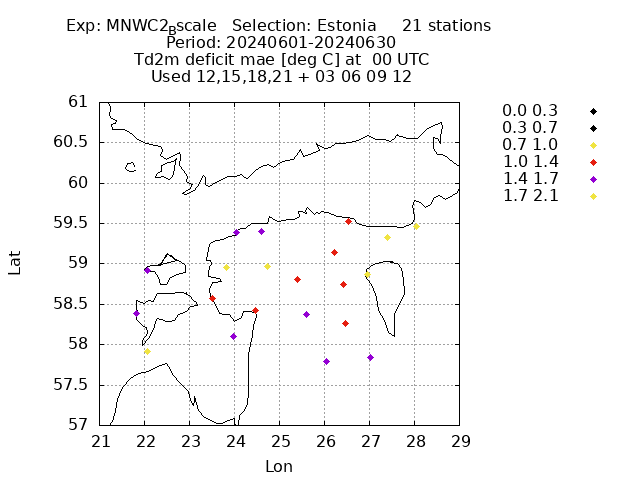 Exp: MNWC2Bscale Selection: Estonia 21 stations
Period: 20240601-20240630
Td2m deficit mae [deg C] at 00 UTC
Used 12,15,18,21 + 03 06 09 12
61
60.5
60
59.5
59
58.5
58
57.5
57
21 22 23 24 25 26 27 28 29
Lat
Lon
0.0 0.3
0.3 0.7
0.7 1.0
1.0 1.4
1.4 1.7
1.7 2.1